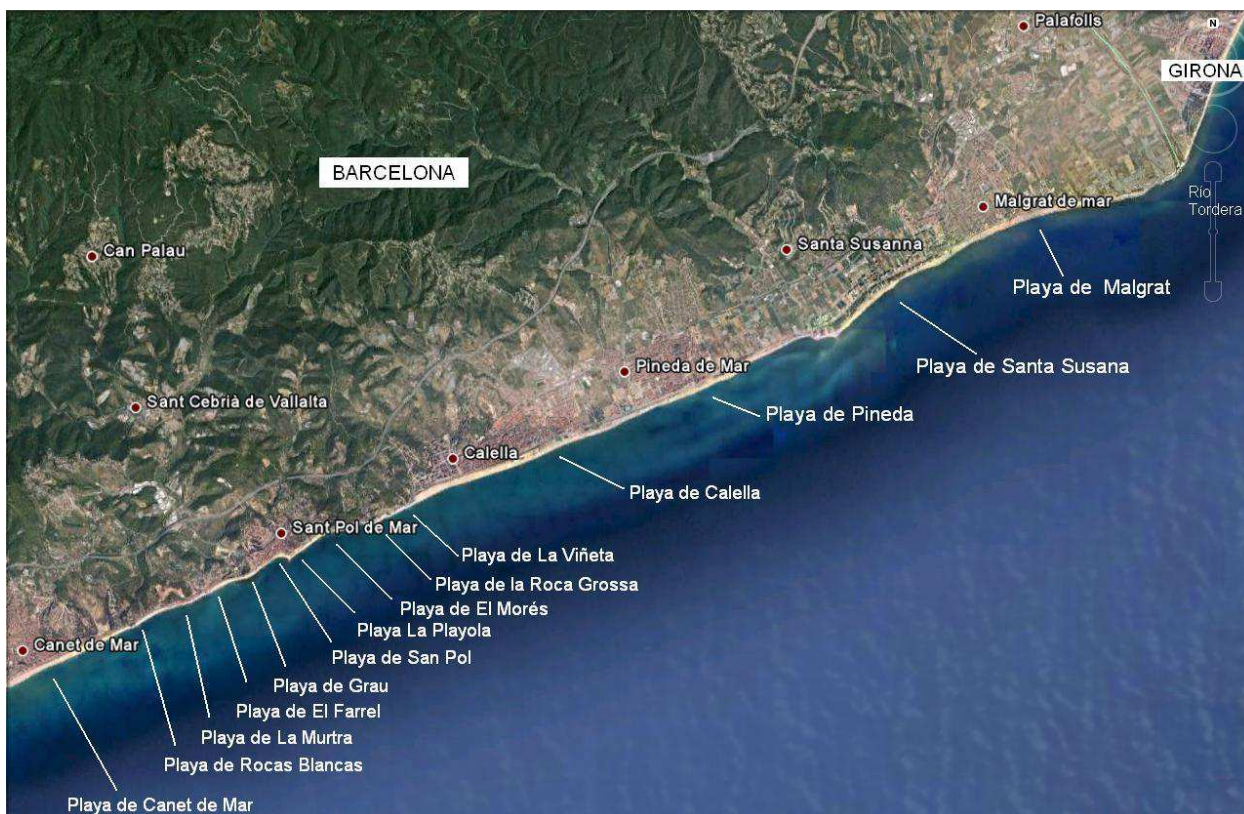 Palafolls
N
GIRONA
BARCELONA
Río
Tordera
Malgrat de mar
Santa Susanna
Can Palau
Playa de Malgrat
Playa de Santa Susana
Pineda de Mar
Sant Cebrià de Vallalta
Playa de Pineda
Calella
Playa de Calella
Sant Pol de Mar
Playa de La Viñeta
Playa de la Roca Grossa
Playa de El Morés
Playa La Playola
Canet de Mar
Playa de San Pol
Playa de Grau
Playa de El Farrel
Playa de La Murtra
Playa de Rocas Blancas
Playa de Canet de Mar